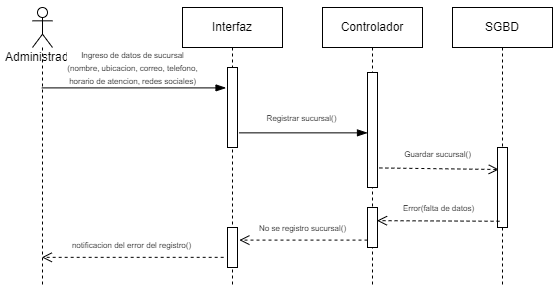 Interfaz
Controlador
SGBD
Administrad
Ingreso de datos de sucursal
(nombre, ubicacion, correo, telefono,
horario de atencion, redes sociales)
Registrar sucursal()
Guardar sucursal()
Error(falta de datos)
No se registro sucursal()
notificacion del error del registro()